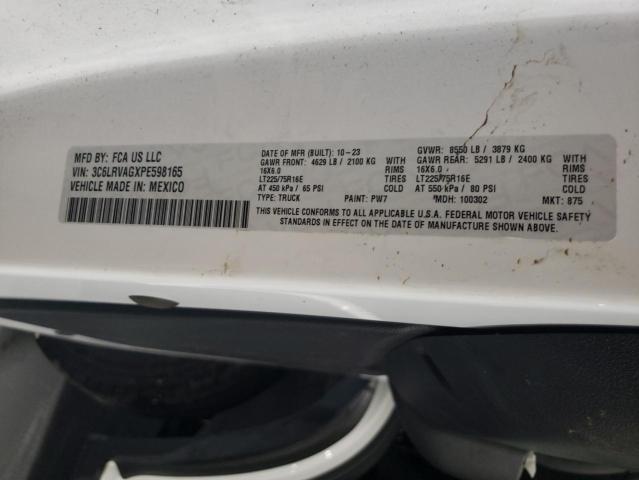 MFD BY: FCA US LLC
VIN: 3C6LRVAGXPE598165
VEHICLE MADE IN: MEXICO
DATE OF MFR (BUILT): 10-23
GAWR FRONT: 4629 LB / 2100 KG
16X6.0 RIMS
LT225/75R16E TIRES
AT 450 kPa / 65 PSI COLD
TYPE: TRUCK PAINT: PW7
GVWR: 8550 LB / 3879 KG
GAWR REAR: 5291 LB / 2400 KG
16X6.0 RIMS
LT225/75R16E TIRES
AT 550 kPa / 80 PSI COLD
*MDH: 100302 MKT: 875
THIS VEHICLE CONFORMS TO ALL APPLICABLE U.S.A. FEDERAL MOTOR VEHICLE SAFETY
STANDARDS IN EFFECT ON THE DATE OF MANUFACTURE SHOWN ABOVE.